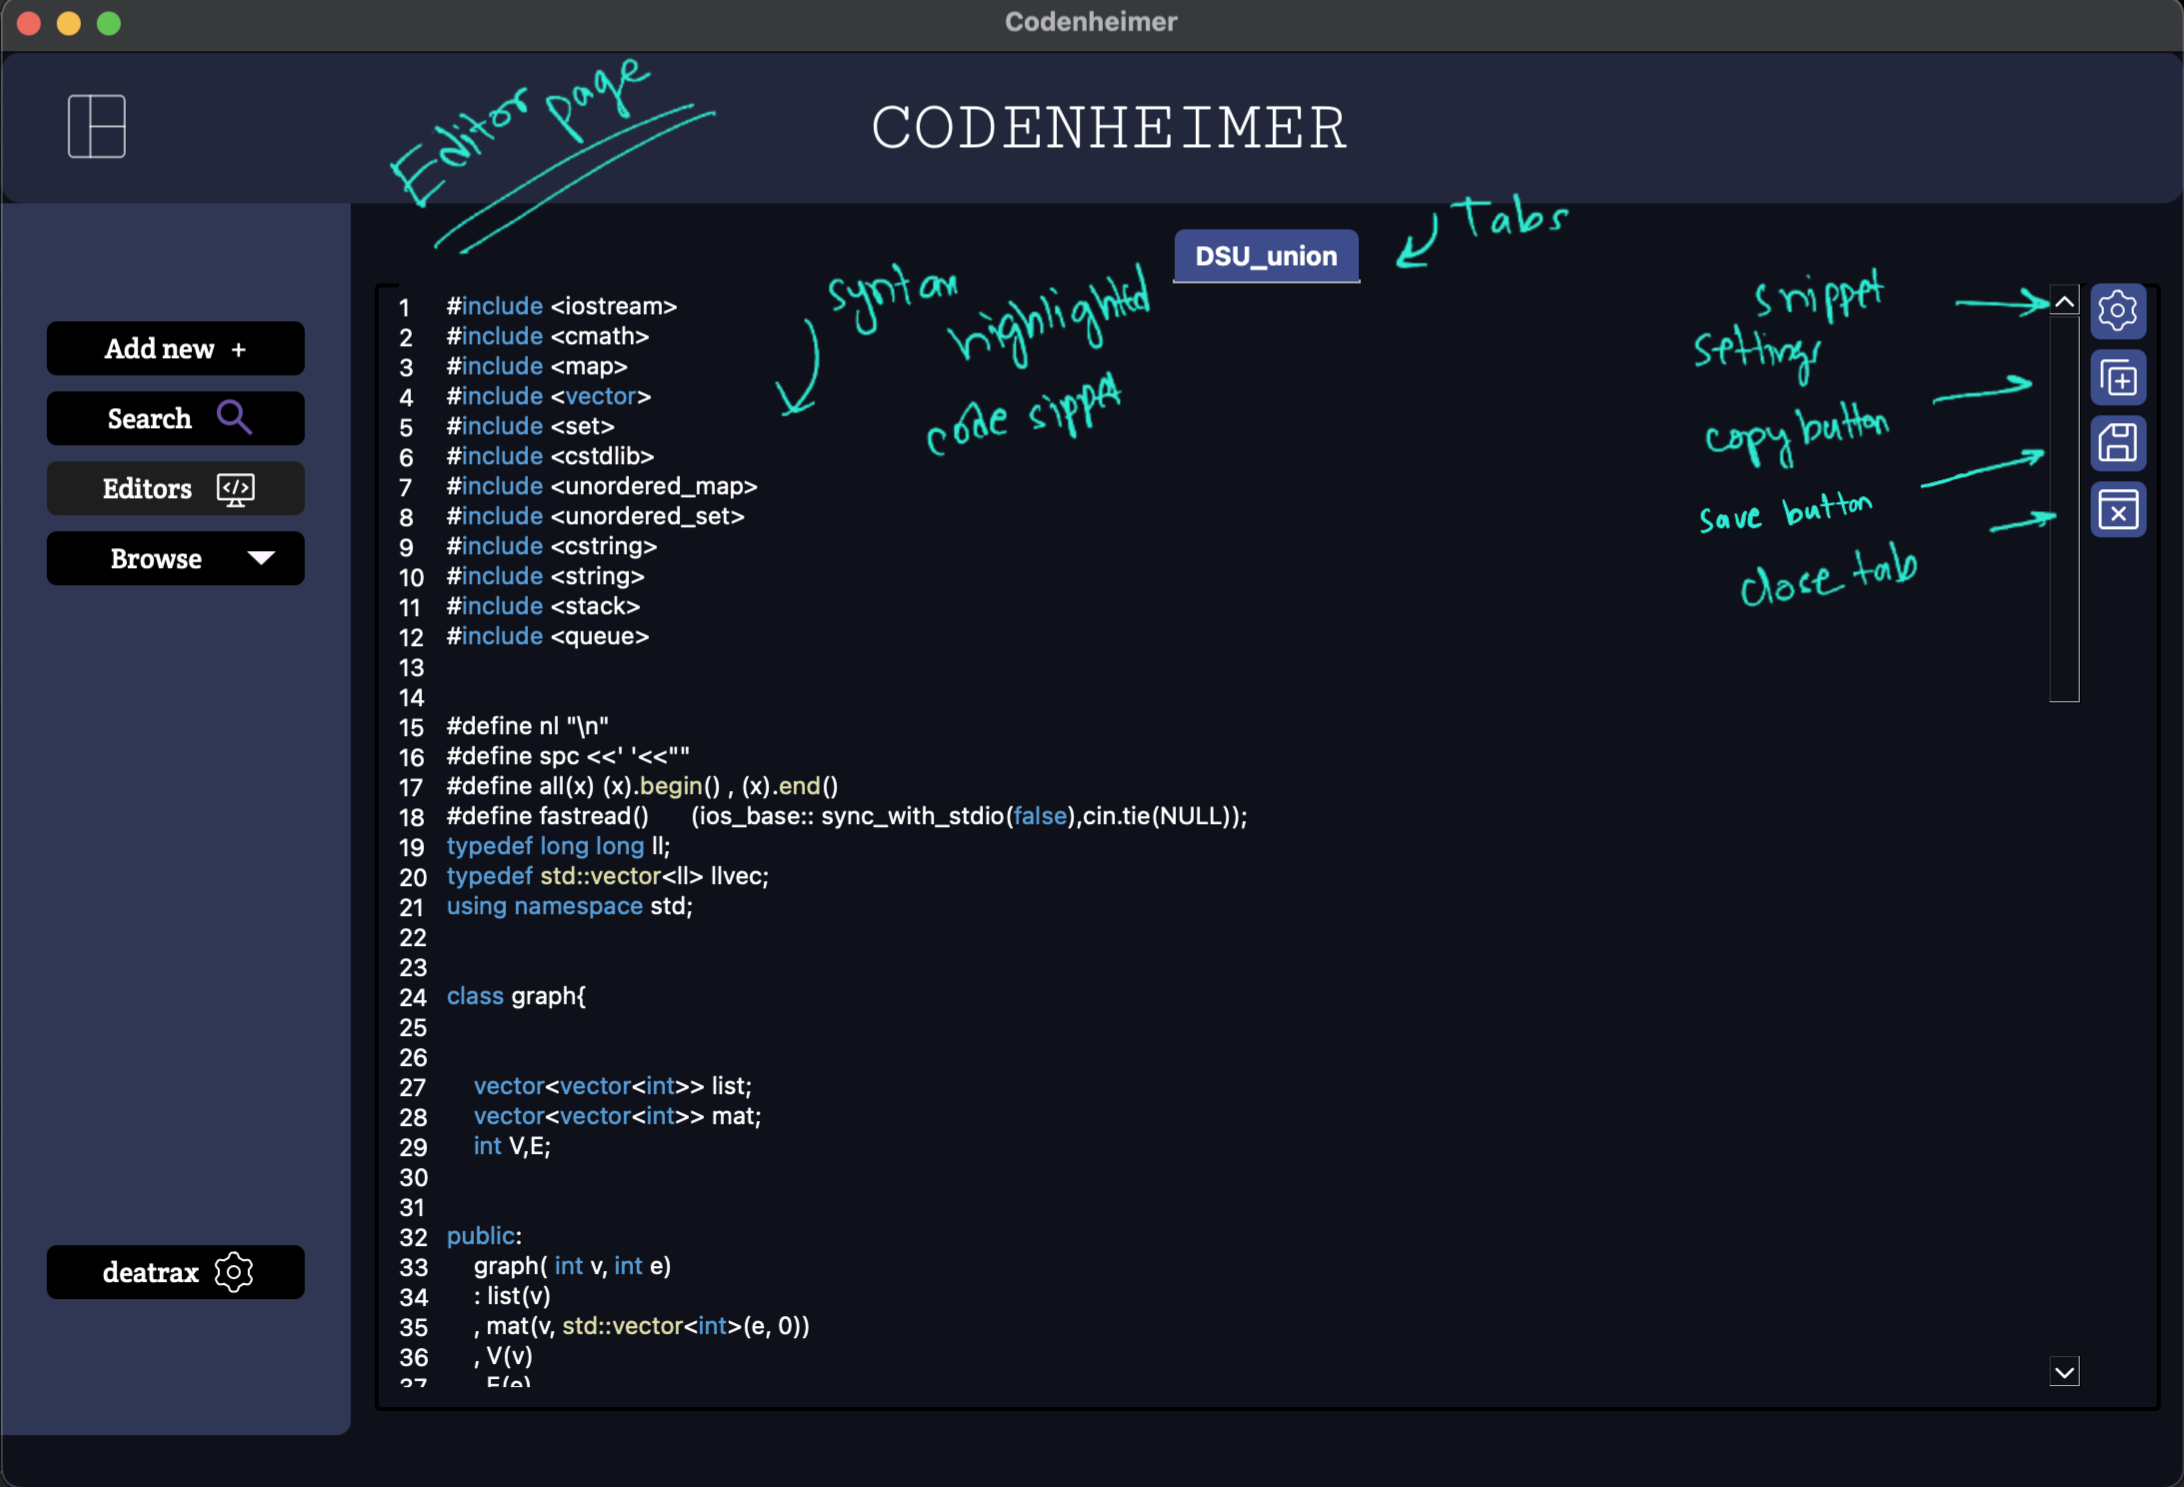 Codenheimer
CODENHEIMER
Editor page
Tabs
DSU_union
syntax
highlighted
code sippet
snippet
settings
copy button
save button
close tab
Add new +
Search
Editors </>
Browse
deatrax
1 #include <iostream>
2 #include <cmath>
3 #include <map>
4 #include <vector>
5 #include <set>
6 #include <cstdlib>
7 #include <unordered_map>
8 #include <unordered_set>
9 #include <cstring>
10 #include <string>
11 #include <stack>
12 #include <queue>
13
14
15 #define nl "\n"
16 #define spc <<' '<<""
17 #define all(x) (x).begin() , (x).end()
18 #define fastread() (ios_base:: sync_with_stdio(false),cin.tie(NULL));
19 typedef long long ll;
20 typedef std::vector<ll> llvec;
21 using namespace std;
22
23
24 class graph{
25
26
27 vector<vector<int>> list;
28 vector<vector<int>> mat;
29 int V,E;
30
31
32 public:
33 graph( int v, int e)
34 : list(v)
35 , mat(v, std::vector<int>(e, 0))
36 , V(v)
37 E(e)